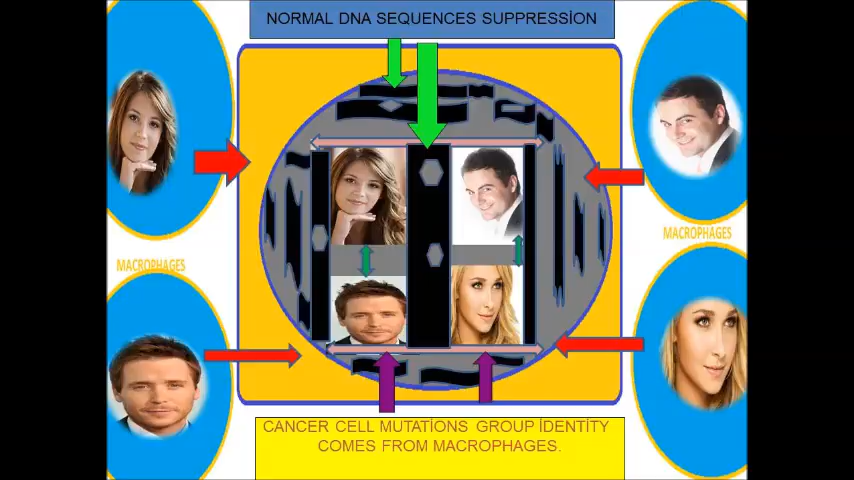 NORMAL DNA SEQUENCES SUPPRESSİON
MACROPHAGES
MACROPHAGES
CANCER CELL MUTATİONS GROUP İDENTİTY
COMES FROM MACROPHAGES.